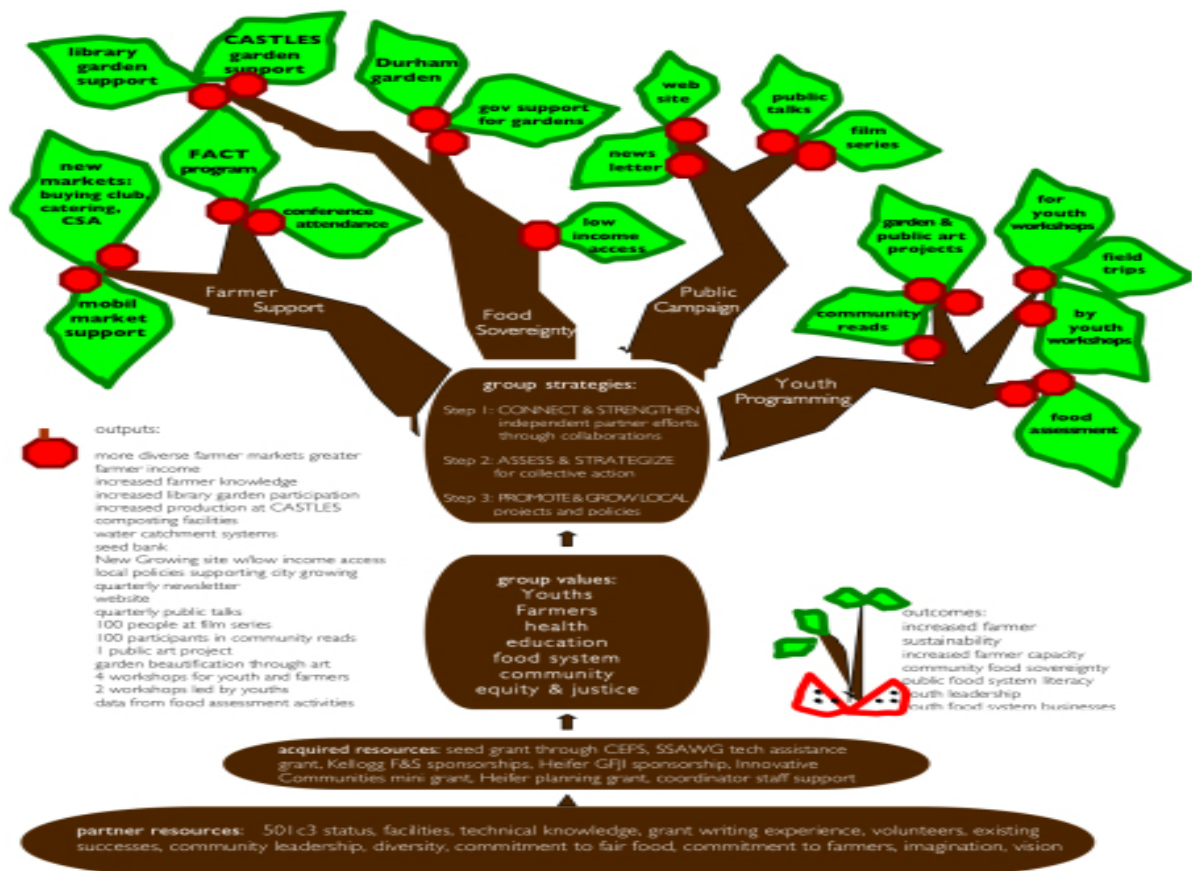 library
garden
support
CASTLES
garden
support
Durham
garden
gov support
for gardens
web
site
public
talks
news
letter
film
series
new
markets:
buying club,
catering,
CSA
FACT
program
conference
attendance
low
income
access
mobil
market
support
garden &
public art
projects
for
youth
workshops
field
trips
community
reads
by
youth
workshops
food
assessment
Farmer
Support
Food
Sovereignty
Public
Campaign
Youth
Programming
group strategies:
Step 1: CONNECT & STRENGTHEN
independent partner efforts
through collaborations
Step 2: ASSESS & STRATEGIZE
for collective action
Step 3: PROMOTE & GROW LOCAL
projects and policies
outputs:
more diverse farmer markets greater
farmer income
increased farmer knowledge
increased library garden participation
increased production at CASTLES
composting facilities
water catchment systems
seed bank
New Growing site w/low income access
local policies supporting city growing
quarterly newsletter
website
quarterly public talks
100 people at film series
100 participants in community reads
1 public art project
garden beautification through art
4 workshops for youth and farmers
2 workshops led by youths
data from food assessment activities
group values:
Youths
Farmers
health
education
food system
community
equity & justice
outcomes:
increased farmer
sustainability
increased farmer capacity
community food sovereignty
public food system literacy
youth leadership
youth food system businesses
acquired resources: seed grant through CEFS, SSAWG tech assistance
grant, Kellogg F&S sponsorships, Heifer GFJI sponsorship, Innovative
Communities mini grant, Heifer planning grant, coordinator staff support
partner resources: 501c3 status, facilities, technical knowledge, grant writing experience, volunteers, existing
successes, community leadership, diversity, commitment to fair food, commitment to farmers, imagination, vision